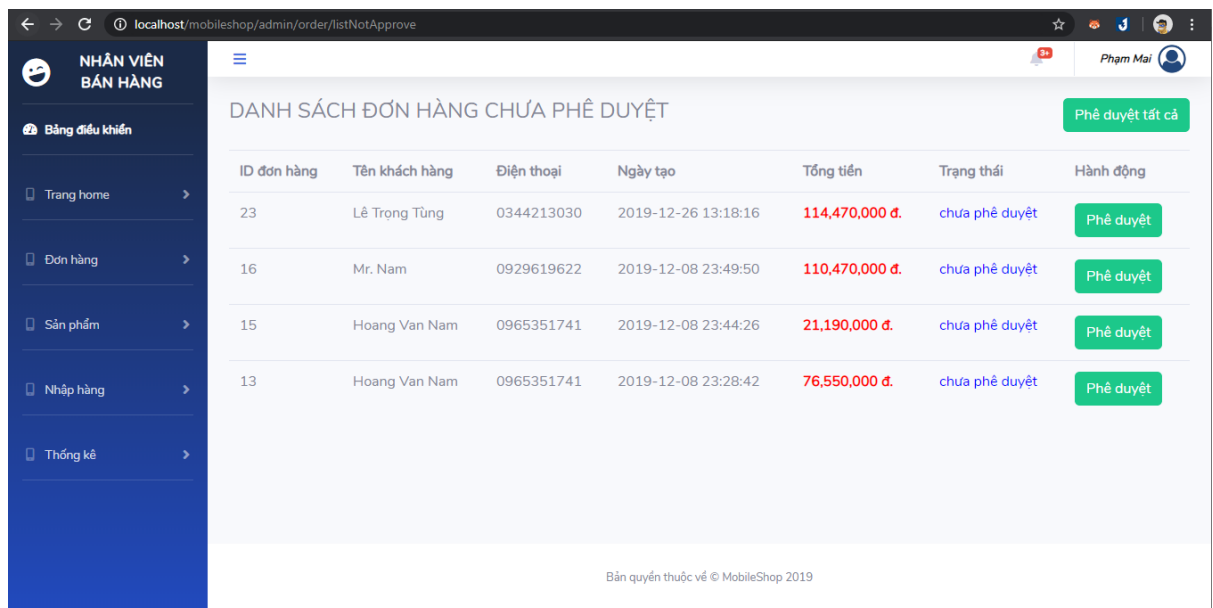 localhost/mobileshop/admin/order/listNotApprove
NHÂN VIÊN
BÁN HÀNG
3+
Phạm Mai
Bảng điều khiển
Trang home
Đơn hàng
Sản phẩm
Nhập hàng
Thống kê
DANH SÁCH ĐƠN HÀNG CHƯA PHÊ DUYỆT
Phê duyệt tất cả
ID đơn hàng Tên khách hàng Điện thoại Ngày tạo Tổng tiền Trạng thái Hành động
23 Lê Trọng Tùng 0344213030 2019-12-26 13:18:16 114,470,000 đ. chưa phê duyệt Phê duyệt
16 Mr. Nam 0929619622 2019-12-08 23:49:50 110,470,000 đ. chưa phê duyệt Phê duyệt
15 Hoang Van Nam 0965351741 2019-12-08 23:44:26 21,190,000 đ. chưa phê duyệt Phê duyệt
13 Hoang Van Nam 0965351741 2019-12-08 23:28:42 76,550,000 đ. chưa phê duyệt Phê duyệt
Bản quyền thuộc về © MobileShop 2019